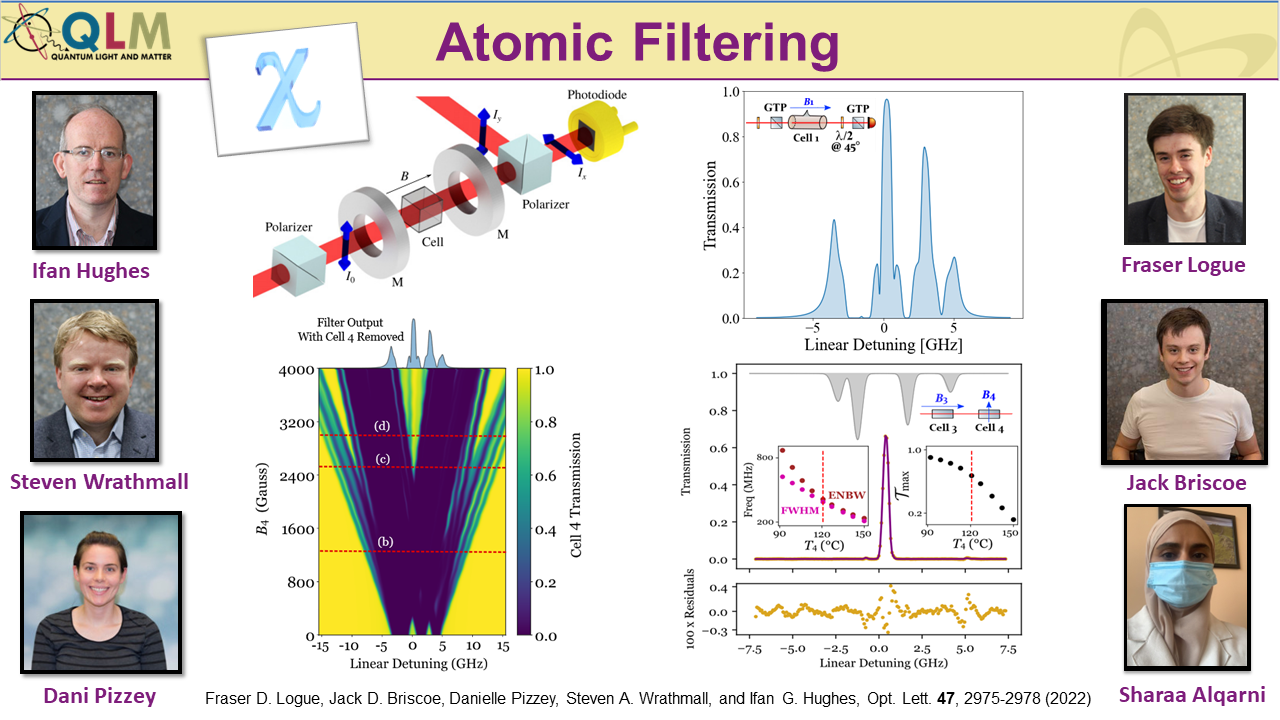 QLM
QUANTUM LIGHT AND MATTER
Atomic Filtering
χ
Ifan Hughes
Steven Wrathmall
Dani Pizzey
Photodiode
I_y
I_x
B
Polarizer
M
Cell
Polarizer
I_0
M
Filter Output
With Cell 4 Removed
4000
3200
2400
1600
800
0
B_4 (Gauss)
(d)
(c)
(b)
-15 -10 -5 0 5 10 15
Linear Detuning (GHz)
1.0
0.8
0.6
0.4
0.2
0.0
Cell 4 Transmission
1.0
0.8
0.6
0.4
0.2
0.0
Transmission
GTP B_1 GTP
Cell 1 λ/2
@ 45°
−5 0 5
Linear Detuning [GHz]
1.0
0.8
0.6
0.4
0.2
0.0
Transmission
B_3 B_4
Cell 3 Cell 4
800
200
Freq (MHz)
ENBW
FWHM
90 120 150
T_4 (°C)
1.0
0.2
𝒯_max
90 120 150
T_4 (°C)
0.4
0.0
−0.3
100 x Residuals
−7.5 −5.0 −2.5 0.0 2.5 5.0 7.5
Linear Detuning (GHz)
Fraser Logue
Jack Briscoe
Sharaa Alqarni
Fraser D. Logue, Jack D. Briscoe, Danielle Pizzey, Steven A. Wrathmall, and Ifan G. Hughes, Opt. Lett. 47, 2975-2978 (2022)